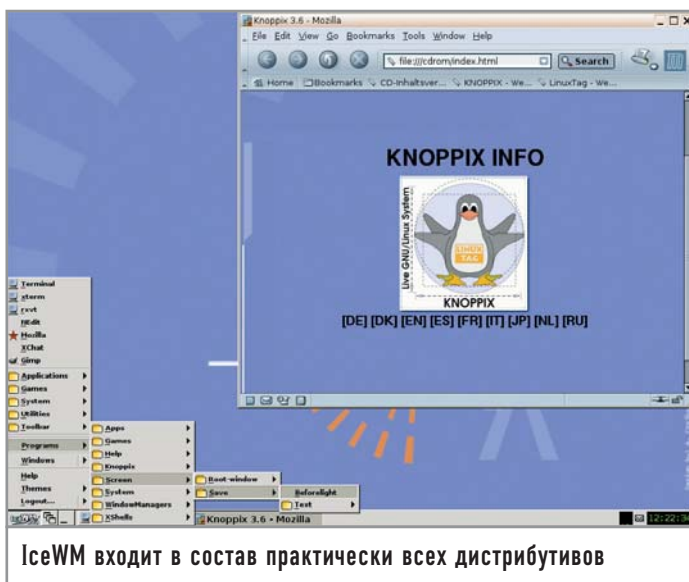 Knoppix 3.6 - Mozilla
File Edit View Go Bookmarks Tools Window Help
file:///cdrom/index.html Search
Home Bookmarks CD-Inhaltsver... KNOPPIX - We... LinuxTag - We...
KNOPPIX INFO
Live GNU/Linux System
LINUX
TAG
KNOPPIX
[DE] [DK] [EN] [ES] [FR] [IT] [JP] [NL] [RU]
Terminal
xterm
rxvt
NEdit
Mozilla
XChat
Gimp
Applications
Games
System
Utilities
Toolbar
Programs
Windows
Help
Themes
Logout...
Apps
Games
Help
Knoppix
Screen
System
WindowManagers
XShells
Root-window
Save
Beforelight
Text
Knoppix 3.6 - Mozilla
IceWM входит в состав практически всех дистрибутивов